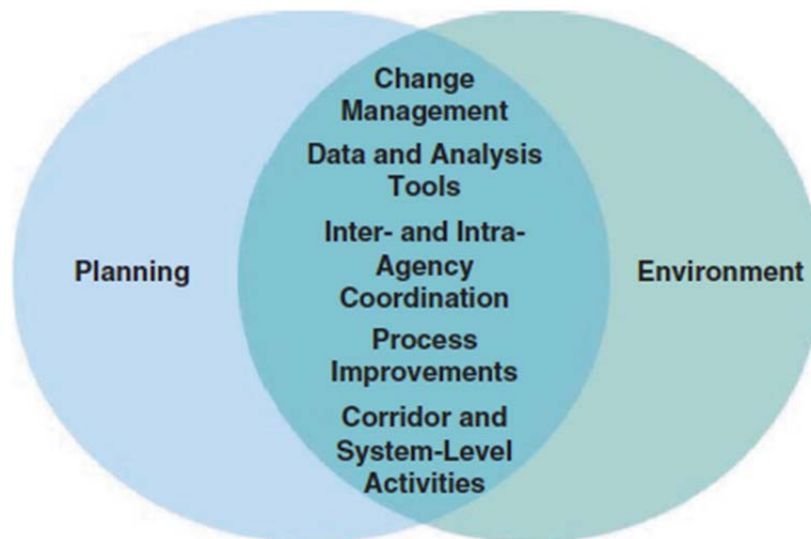 Change
Management
Data and Analysis
Tools
Inter- and Intra-
Agency
Coordination
Planning
Environment
Process
Improvements
Corridor and
System-Level
Activities